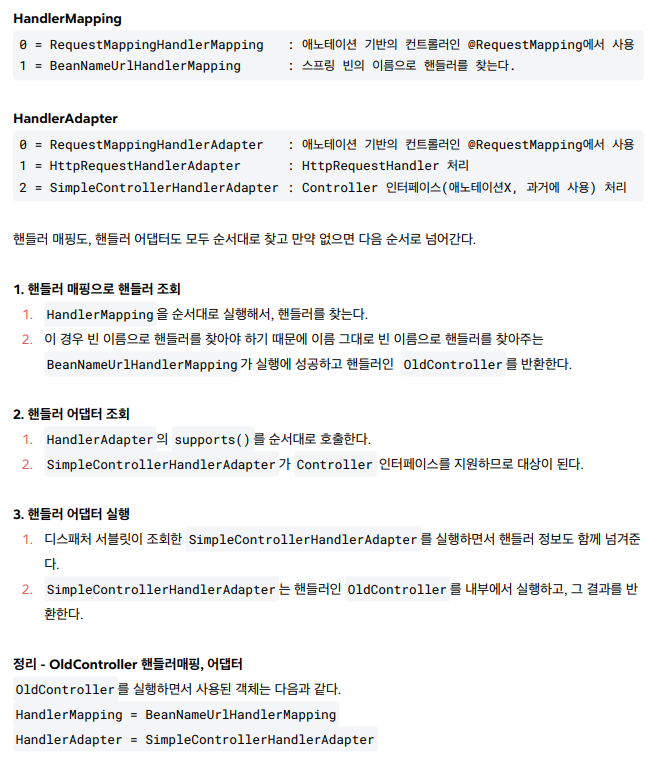 HandlerMapping
0 = RequestMappingHandlerMapping : 애노테이션 기반의 컨트롤러인 @RequestMapping에서 사용
1 = BeanNameUrlHandlerMapping : 스프링 빈의 이름으로 핸들러를 찾는다.
HandlerAdapter
0 = RequestMappingHandlerAdapter : 애노테이션 기반의 컨트롤러인 @RequestMapping에서 사용
1 = HttpRequestHandlerAdapter : HttpRequestHandler 처리
2 = SimpleControllerHandlerAdapter : Controller 인터페이스(애노테이션X, 과거에 사용) 처리
핸들러 매핑도, 핸들러 어댑터도 모두 순서대로 찾고 만약 없으면 다음 순서로 넘어간다.
1. 핸들러 매핑으로 핸들러 조회
1. HandlerMapping 을 순서대로 실행해서, 핸들러를 찾는다.
2. 이 경우 빈 이름으로 핸들러를 찾아야 하기 때문에 이름 그대로 빈 이름으로 핸들러를 찾아주는
BeanNameUrlHandlerMapping 가 실행에 성공하고 핸들러인 OldController 를 반환한다.
2. 핸들러 어댑터 조회
1. HandlerAdapter 의 supports() 를 순서대로 호출한다.
2. SimpleControllerHandlerAdapter 가 Controller 인터페이스를 지원하므로 대상이 된다.
3. 핸들러 어댑터 실행
1. 디스패처 서블릿이 조회한 SimpleControllerHandlerAdapter 를 실행하면서 핸들러 정보도 함께 넘겨준
다.
2. SimpleControllerHandlerAdapter 는 핸들러인 OldController 를 내부에서 실행하고, 그 결과를 반
환한다.
정리 - OldController 핸들러매핑, 어댑터
OldController 를 실행하면서 사용된 객체는 다음과 같다.
HandlerMapping = BeanNameUrlHandlerMapping
HandlerAdapter = SimpleControllerHandlerAdapter